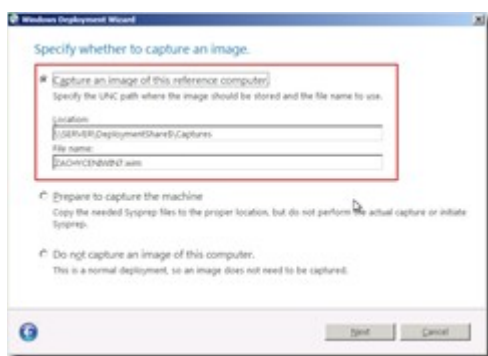 Windows Deployment Wizard
Specify whether to capture an image.
Capture an image of this reference computer
Specify the UNC path where the image should be stored and the file name to use.
Location:
\\SERVER\DeploymentShare$\Captures
File name:
Prepare to capture the machine
Copy the needed Sysprep files to the proper location, but do not perform the actual capture or initiate
Sysprep.
Do not capture an image of this computer.
This is a normal deployment, so an image does not need to be captured.
Next Cancel